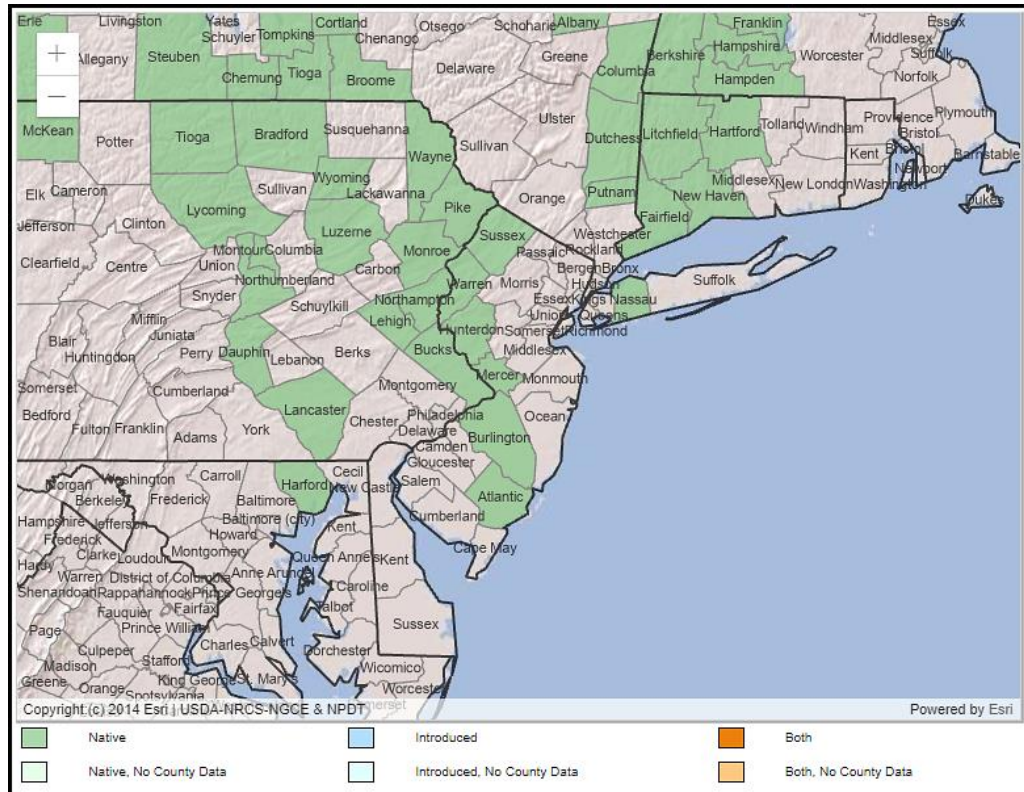 Erie Livingston Yates Cortland Otsego Schoharie Albany Franklin Essex
Schuyler Tompkins Chenango Middlesex
+ Allegany Steuben Greene Berkshire Hampshire Worcester Suffolk
Delaware Columbia Norfolk
Chemung Tioga Broome Hampden
−
Ulster Plymouth
McKean Potter Tioga Bradford Susquehanna Sullivan Dutchess Litchfield Hartford Tolland Windham Providence Bristol
Wayne Kent Bristol Barnstable
Elk Cameron Sullivan Wyoming Lackawanna Putnam Middlesex New London Washington Newport
Lycoming Pike Orange New Haven Dukes
Jefferson Clinton Luzerne Sussex Westchester Fairfield
Clearfield Centre Montour Columbia Monroe Passaic Rockland
Union Carbon Bergen Bronx
Northumberland Warren Morris Hudson Suffolk
Snyder Schuylkill Northampton Essex Kings Nassau
Mifflin Lehigh Union Queens
Juniata Hunterdon Somerset Richmond
Blair Huntingdon Perry Dauphin Lebanon Berks Bucks Middlesex
Somerset Cumberland Montgomery Mercer Monmouth
Bedford Lancaster Philadelphia Ocean
Fulton Franklin Adams York Chester Delaware Burlington
Camden
Gloucester
Washington Carroll Cecil Salem
Morgan Harford New Castle
Berkeley Frederick Baltimore Atlantic
Hampshire Jefferson Baltimore (city) Kent Cumberland
Frederick Howard
Clarke Loudoun Montgomery Queen Anne's Kent Cape May
Hardy Warren District of Columbia Anne Arundel
Shenandoah Rappahannock Prince George's Caroline
Fauquier Fairfax Talbot
Page Prince William Sussex
Culpeper Charles Calvert Dorchester
Madison Stafford Wicomico
Greene Orange King George St. Mary's Worcester
Spotsylvania
Copyright:(c) 2014 Esri | USDA-NRCS-NGCE & NPDT Powered by Esri
Native Introduced Both
Native, No County Data Introduced, No County Data Both, No County Data